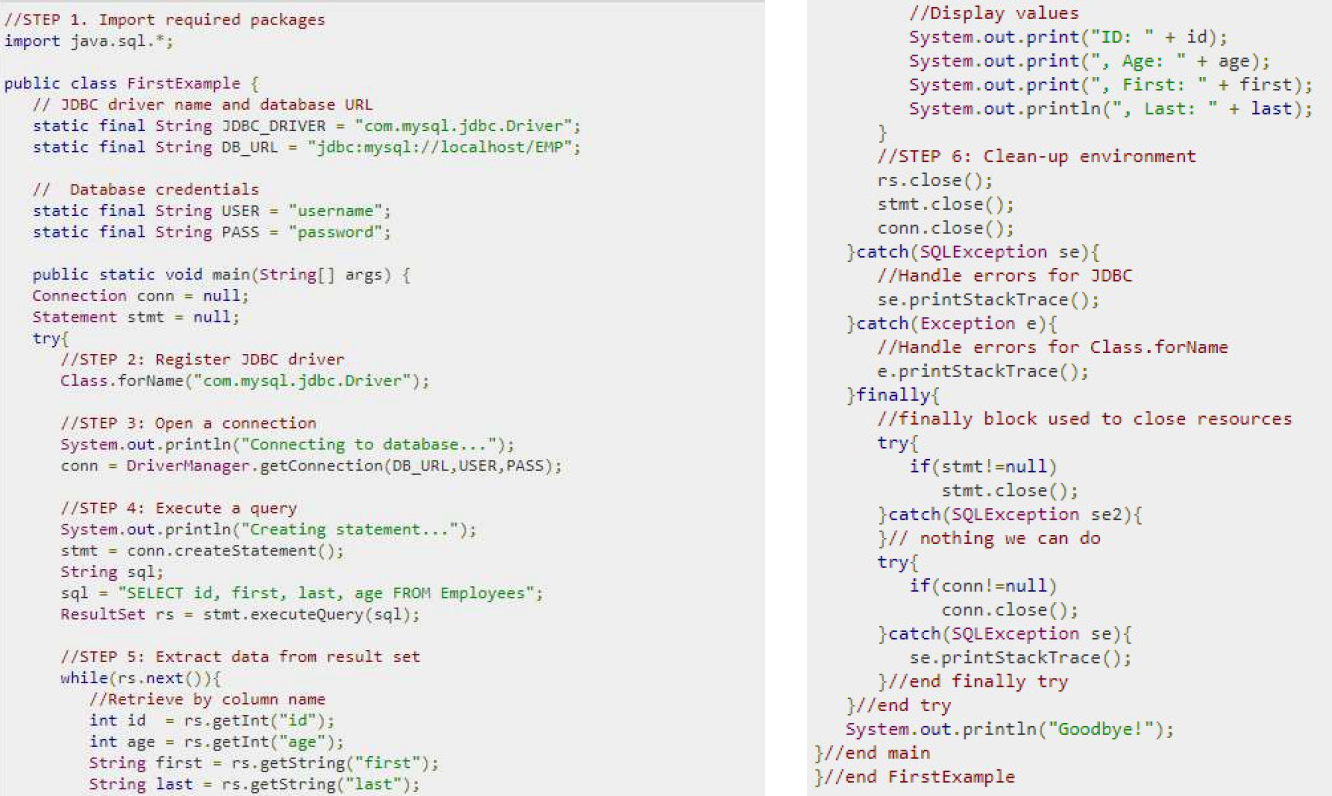 //STEP 1. Import required packages
import java.sql.*;

public class FirstExample {
   // JDBC driver name and database URL
   static final String JDBC_DRIVER = "com.mysql.jdbc.Driver";
   static final String DB_URL = "jdbc:mysql://localhost/EMP";

   //  Database credentials
   static final String USER = "username";
   static final String PASS = "password";

   public static void main(String[] args) {
   Connection conn = null;
   Statement stmt = null;
   try{
      //STEP 2: Register JDBC driver
      Class.forName("com.mysql.jdbc.Driver");

      //STEP 3: Open a connection
      System.out.println("Connecting to database...");
      conn = DriverManager.getConnection(DB_URL,USER,PASS);

      //STEP 4: Execute a query
      System.out.println("Creating statement...");
      stmt = conn.createStatement();
      String sql;
      sql = "SELECT id, first, last, age FROM Employees";
      ResultSet rs = stmt.executeQuery(sql);

      //STEP 5: Extract data from result set
      while(rs.next()){
         //Retrieve by column name
         int id  = rs.getInt("id");
         int age = rs.getInt("age");
         String first = rs.getString("first");
         String last = rs.getString("last");
         //Display values
         System.out.print("ID: " + id);
         System.out.print(", Age: " + age);
         System.out.print(", First: " + first);
         System.out.println(", Last: " + last);
      }
      //STEP 6: Clean-up environment
      rs.close();
      stmt.close();
      conn.close();
   }catch(SQLException se){
      //Handle errors for JDBC
      se.printStackTrace();
   }catch(Exception e){
      //Handle errors for Class.forName
      e.printStackTrace();
   }finally{
      //finally block used to close resources
      try{
         if(stmt!=null)
            stmt.close();
      }catch(SQLException se2){
      }// nothing we can do
      try{
         if(conn!=null)
            conn.close();
      }catch(SQLException se){
         se.printStackTrace();
      }//end finally try
   }//end try
   System.out.println("Goodbye!");
}//end main
}//end FirstExample